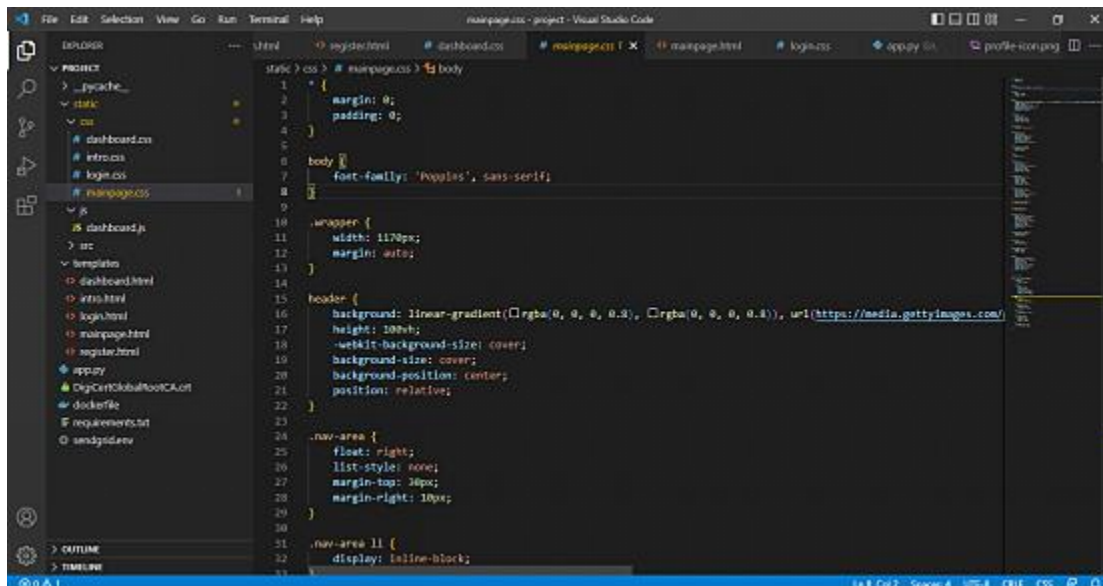 File Edit Selection View Go Run Terminal Help
mainpage.css - project - Visual Studio Code
EXPLORER
PROJECT
__pycache__
static
css
dashboard.css
intro.css
login.css
mainpage.css 1
js
dashboard.js
src
templates
dashboard.html
intro.html
login.html
mainpage.html
register.html
app.py
DigiCertGlobalRootCA.crt
dockerfile
requirements.txt
sendgrid.env
OUTLINE
TIMELINE
register.html # dashboard.css # mainpage.css 1 mainpage.html # login.css app.py profile-icon.png
static > css > # mainpage.css > body
1 * {
2 margin: 0;
3 padding: 0;
4 }
5
6 body {
7 font-family: 'Poppins', sans-serif;
8 }
9
10 .wrapper {
11 width: 1170px;
12 margin: auto;
13 }
14
15 header {
16 background: linear-gradient(rgba(0, 0, 0, 0.8), rgba(0, 0, 0, 0.8)), url(https://media.gettyimages.com/
17 height: 100vh;
18 -webkit-background-size: cover;
19 background-size: cover;
20 background-position: center;
21 position: relative;
22 }
23
24 .nav-area {
25 float: right;
26 list-style: none;
27 margin-top: 30px;
28 margin-right: 10px;
29 }
30
31 .nav-area li {
32 display: inline-block;
Ln 8, Col 2 Spaces: 4 UTF-8 CRLF CSS